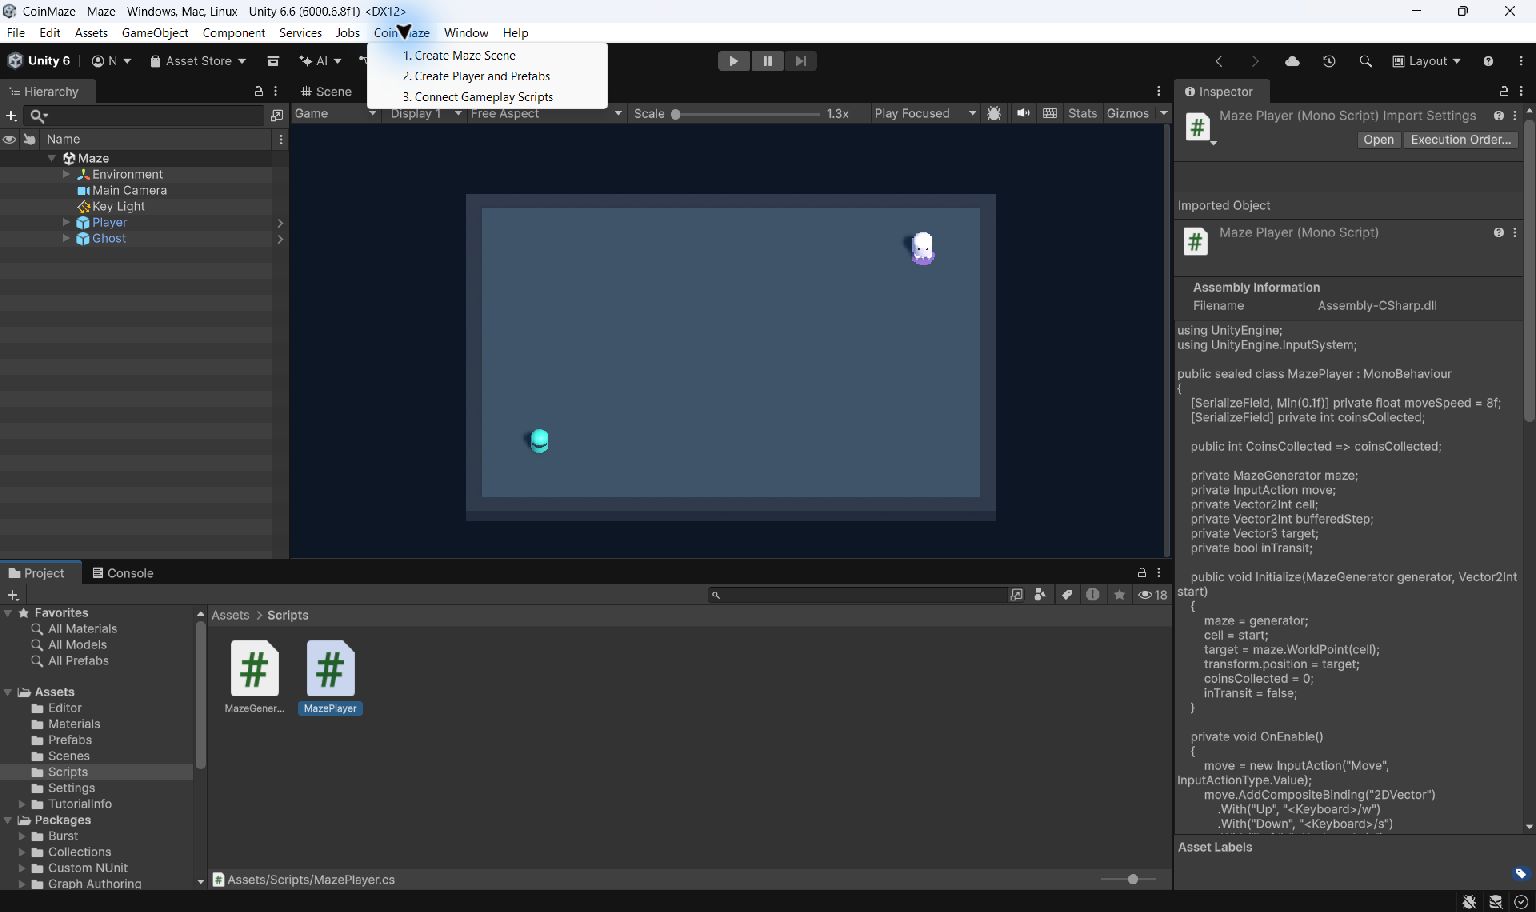 CoinMaze - Maze - Windows, Mac, Linux - Unity 6.6 (6000.6.8f1) <DX12>
File Edit Assets GameObject Component Services Jobs CoinMaze Window Help
1. Create Maze Scene
2. Create Player and Prefabs
3. Connect Gameplay Scripts
Unity 6 N Asset Store AI Layout
Hierarchy
Name
Maze
Environment
Main Camera
Key Light
Player
Ghost
Scene
Game Display 1 Free Aspect Scale 1.3x Play Focused Stats Gizmos
Inspector
Maze Player (Mono Script) Import Settings
Open Execution Order...
Imported Object
Maze Player (Mono Script)
Assembly Information
Filename Assembly-CSharp.dll
using UnityEngine;
using UnityEngine.InputSystem;
public sealed class MazePlayer : MonoBehaviour
{
[SerializeField, Min(0.1f)] private float moveSpeed = 8f;
[SerializeField] private int coinsCollected;
public int CoinsCollected => coinsCollected;
private MazeGenerator maze;
private InputAction move;
private Vector2Int cell;
private Vector2Int bufferedStep;
private Vector3 target;
private bool inTransit;
public void Initialize(MazeGenerator generator, Vector2Int
start)
{
maze = generator;
cell = start;
target = maze.WorldPoint(cell);
transform.position = target;
coinsCollected = 0;
inTransit = false;
}
private void OnEnable()
{
move = new InputAction("Move",
InputActionType.Value);
move.AddCompositeBinding("2DVector")
.With("Up", "<Keyboard>/w")
.With("Down", "<Keyboard>/s")
Asset Labels
Project Console
18
Favorites
All Materials
All Models
All Prefabs
Assets
Editor
Materials
Prefabs
Scenes
Scripts
Settings
TutorialInfo
Packages
Burst
Collections
Custom NUnit
Graph Authoring
Assets > Scripts
MazeGener... MazePlayer
Assets/Scripts/MazePlayer.cs